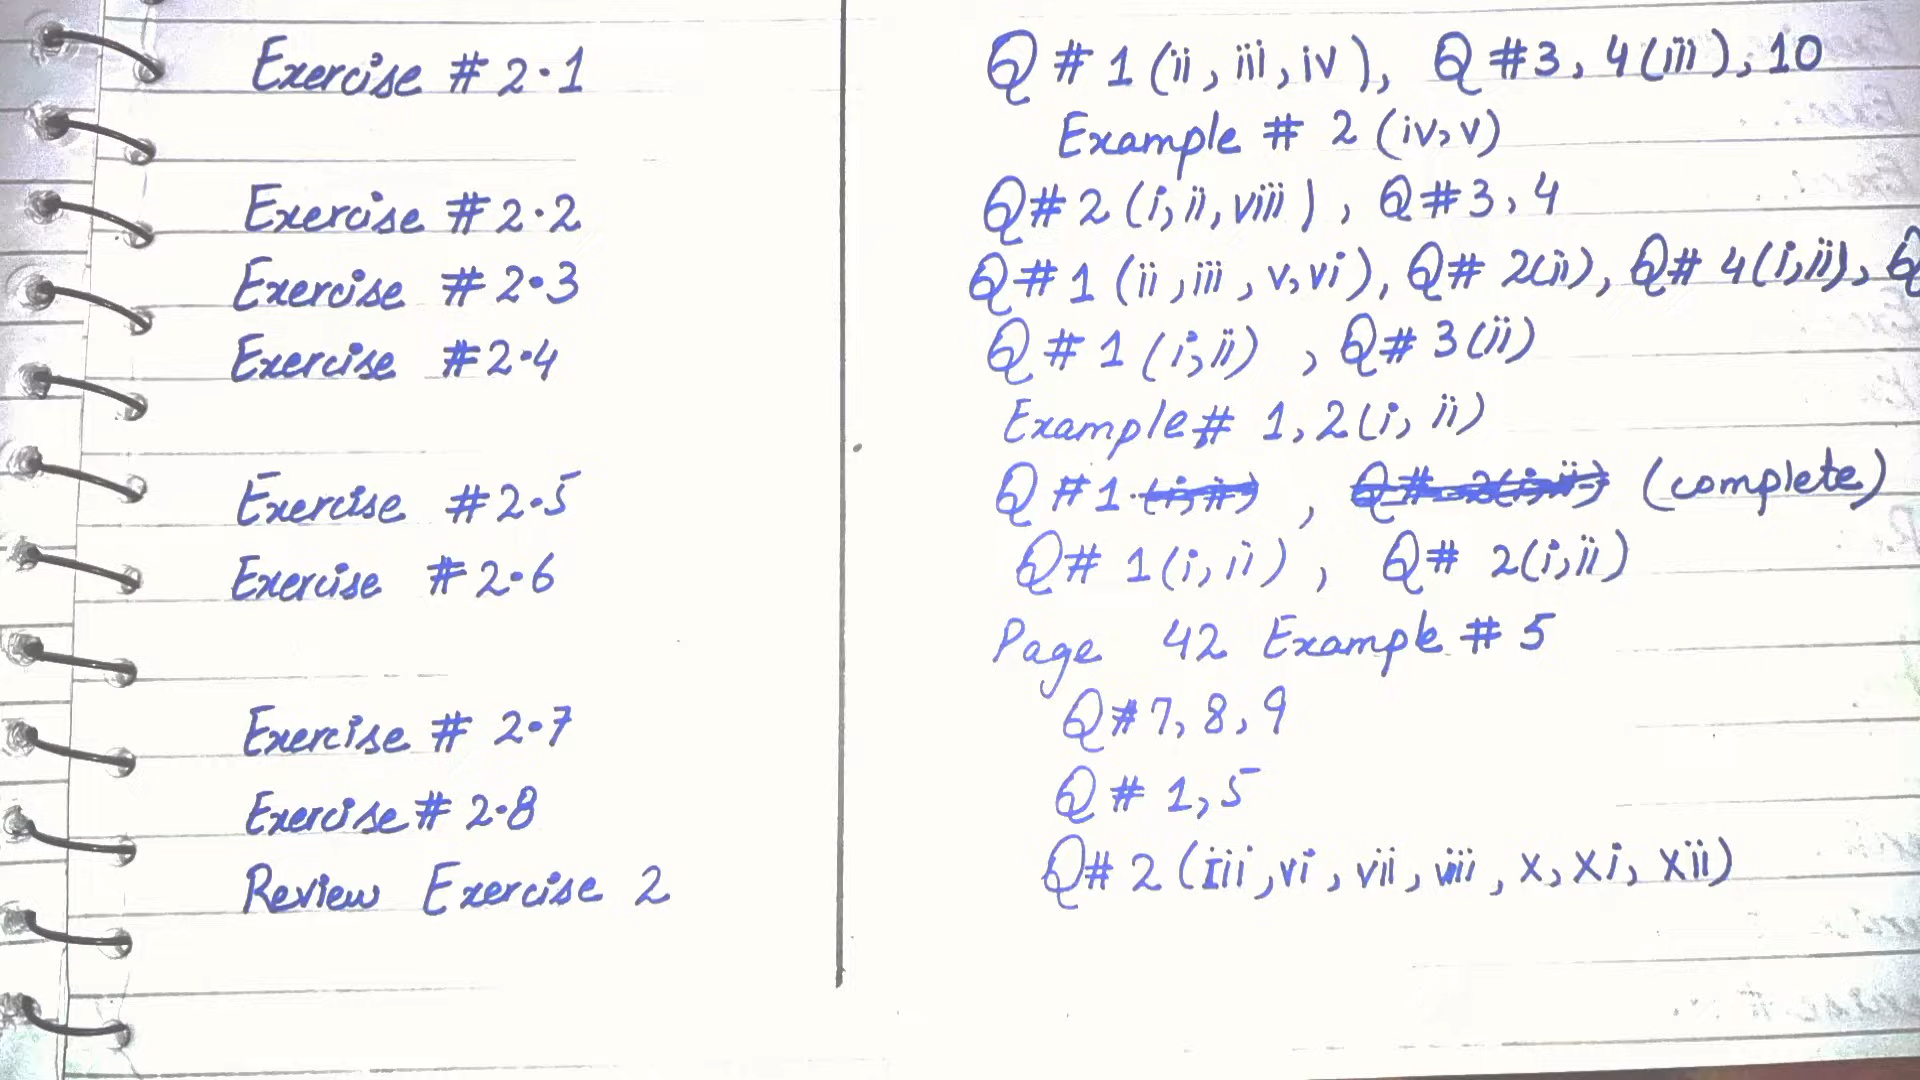 Exercise # 2.1 Q # 1 (ii, iii, iv), Q #3, 4(iii), 10
Example # 2 (iv, v)
Exercise #2.2 Q# 2 (i, ii, viii), Q #3, 4
Exercise #2.3 Q# 1 (ii, iii, v, vi), Q# 2(ii), Q# 4(i, ii), Q
Exercise #2.4 Q # 1 (i, ii), Q# 3(ii)
Example# 1, 2(i, ii)
Exercise #2.5 Q #1 (i, ii), Q# 2(i, ii) (complete)
Exercise #2.6 Q# 1(i, ii), Q# 2(i, ii)
Page 42 Example # 5
Exercise # 2.7 Q#7, 8, 9
Exercise# 2.8 Q # 1, 5
Review Exercise 2 Q# 2 (iii, vi, vii, viii, x, xi, xii)